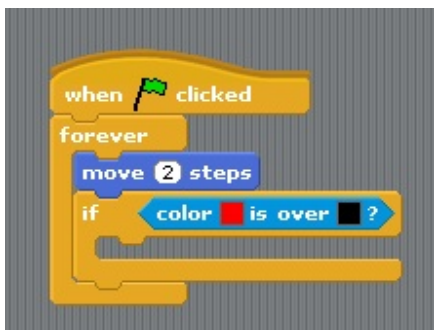 when clicked
forever
move 2 steps
if color is over ?